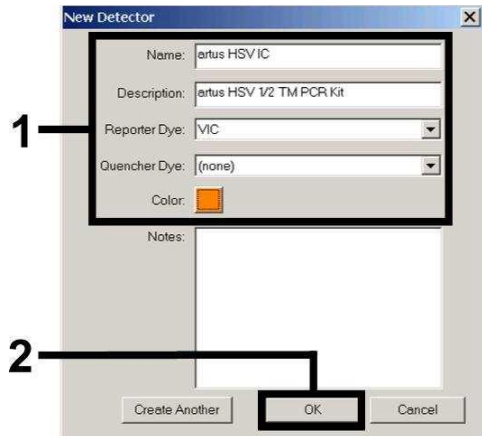 New Detector
Name: artus HSV IC
Description: artus HSV 1/2 TM PCR Kit
1
Reporter Dye: VIC
Quencher Dye: (none)
Color:
Notes:
2
Create Another OK Cancel